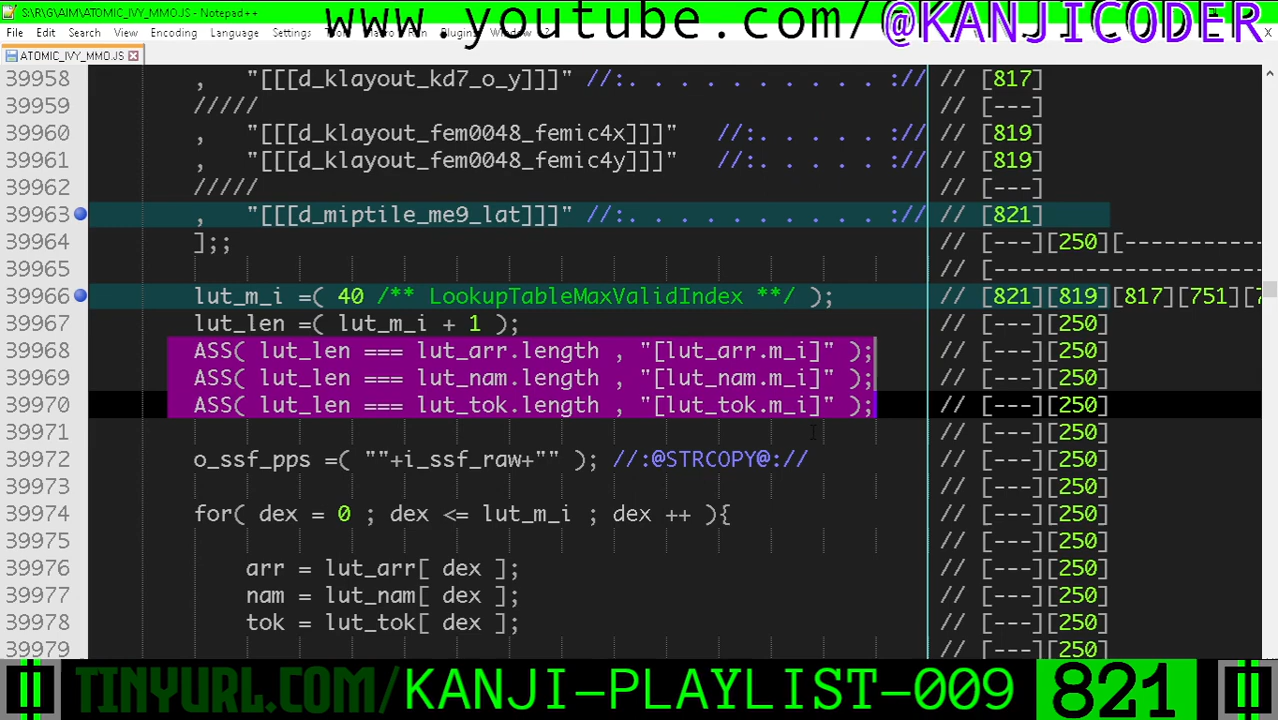 S:\R\G\AIM\ATOMIC_IVY_MMO.JS - Notepad++
www.youtube.com/@KANJICODER
File Edit Search View Encoding Language Settings Run Plugins
ATOMIC_IVY_MMO.JS
39958 , "[[[d_klayout_kd7_o_y]]]" //:. . . . . . . . . . :// // [817]
39959 ///// // [---]
39960 , "[[[d_klayout_fem0048_femic4x]]]" //:. . . . . :// // [819]
39961 , "[[[d_klayout_fem0048_femic4y]]]" //:. . . . . :// // [819]
39962 ///// // [---]
39963 , "[[[d_miptile_me9_lat]]]" //:. . . . . . . . . . :// // [821]
39964 ];; // [---][250][-----------
39965 // [--------------------
39966 lut_m_i =( 40 /** LookupTableMaxValidIndex **/ ); // [821][819][817][751][
39967 lut_len =( lut_m_i + 1 ); // [---][250]
39968 ASS( lut_len === lut_arr.length , "[lut_arr.m_i]" ); // [---][250]
39969 ASS( lut_len === lut_nam.length , "[lut_nam.m_i]" ); // [---][250]
39970 ASS( lut_len === lut_tok.length , "[lut_tok.m_i]" ); // [---][250]
39971 // [---][250]
39972 o_ssf_pps =( ""+i_ssf_raw+"" ); //:@STRCOPY@:// // [---][250]
39973 // [---][250]
39974 for( dex = 0 ; dex <= lut_m_i ; dex ++ ){ // [---][250]
39975 // [---][250]
39976 arr = lut_arr[ dex ]; // [---][250]
39977 nam = lut_nam[ dex ]; // [---][250]
39978 tok = lut_tok[ dex ]; // [---][250]
39979 // [---][250]
TINYURL.COM/KANJI-PLAYLIST-009 821